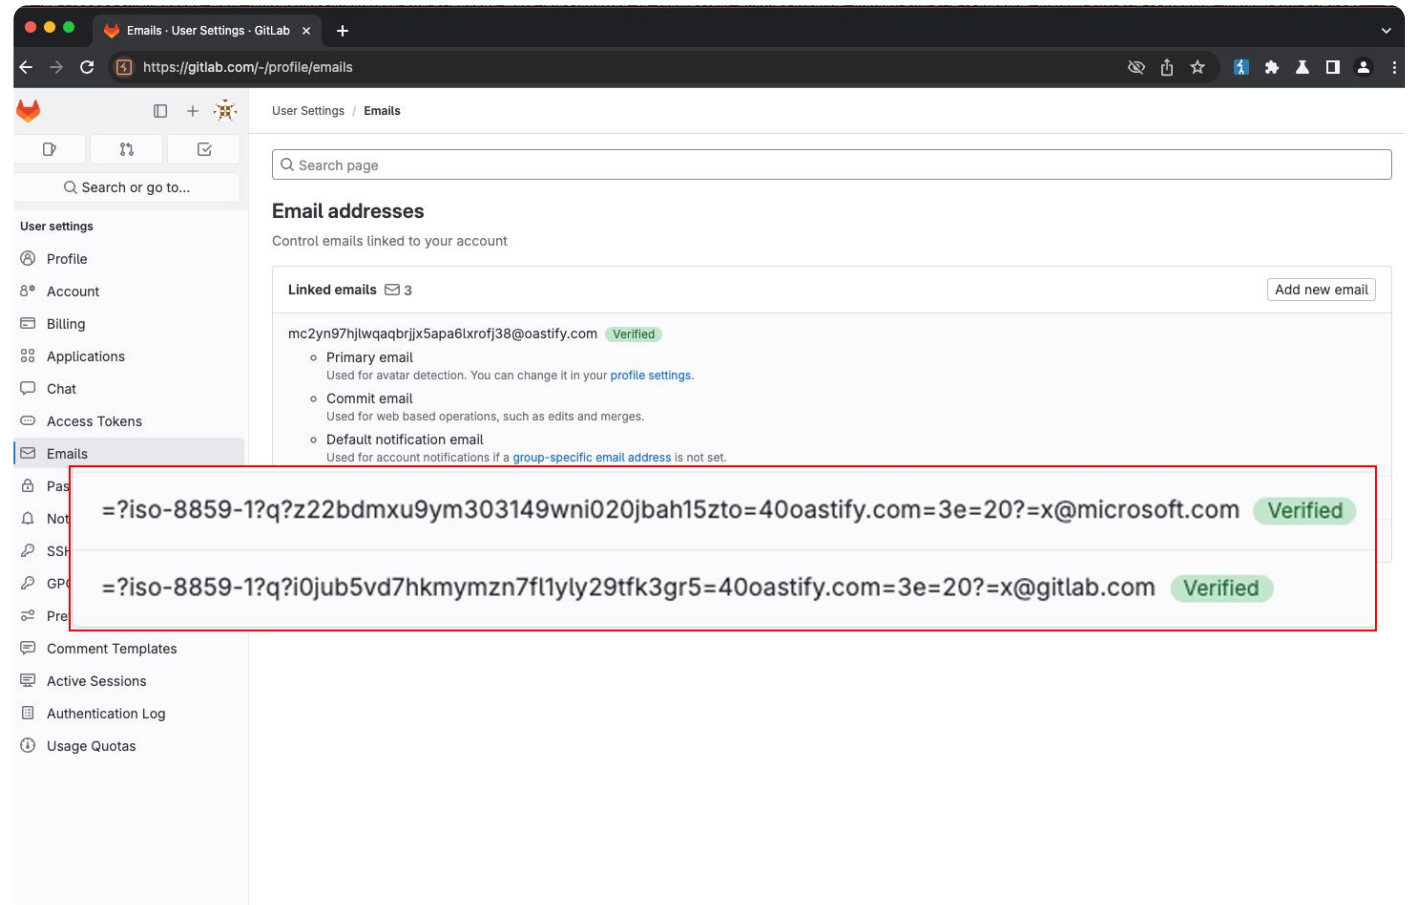 Emails · User Settings · GitLab
https://gitlab.com/-/profile/emails
User Settings / Emails
Search page
Search or go to...
Email addresses
Control emails linked to your account
User settings
Profile
Account
Billing
Applications
Chat
Access Tokens
Emails
Pas
Not
SSH
GPG
Pre
Comment Templates
Active Sessions
Authentication Log
Usage Quotas
Linked emails 3
Add new email
mc2yn97hjlwqaqbrjjx5apa6lxrofj38@oastify.com Verified
Primary email
Used for avatar detection. You can change it in your profile settings.
Commit email
Used for web based operations, such as edits and merges.
Default notification email
Used for account notifications if a group-specific email address is not set.
=?iso-8859-1?q?z22bdmxu9ym303149wni020jbah15zto=40oastify.com=3e=20?=x@microsoft.com Verified
=?iso-8859-1?q?i0jub5vd7hkmymzn7fl1yly29tfk3gr5=40oastify.com=3e=20?=x@gitlab.com Verified